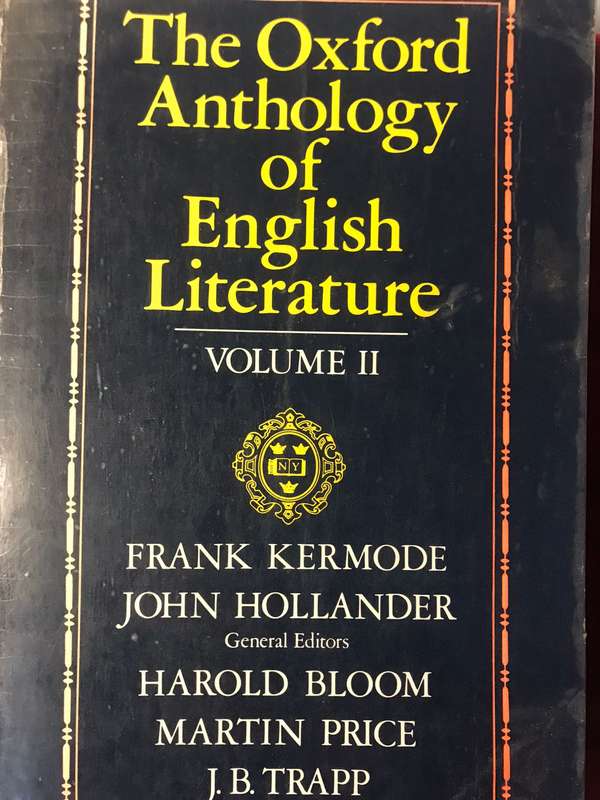 The Oxford
Anthology
of
English
Literature
VOLUME II
N Y
FRANK KERMODE
JOHN HOLLANDER
General Editors
HAROLD BLOOM
MARTIN PRICE
J. B. TRAPP